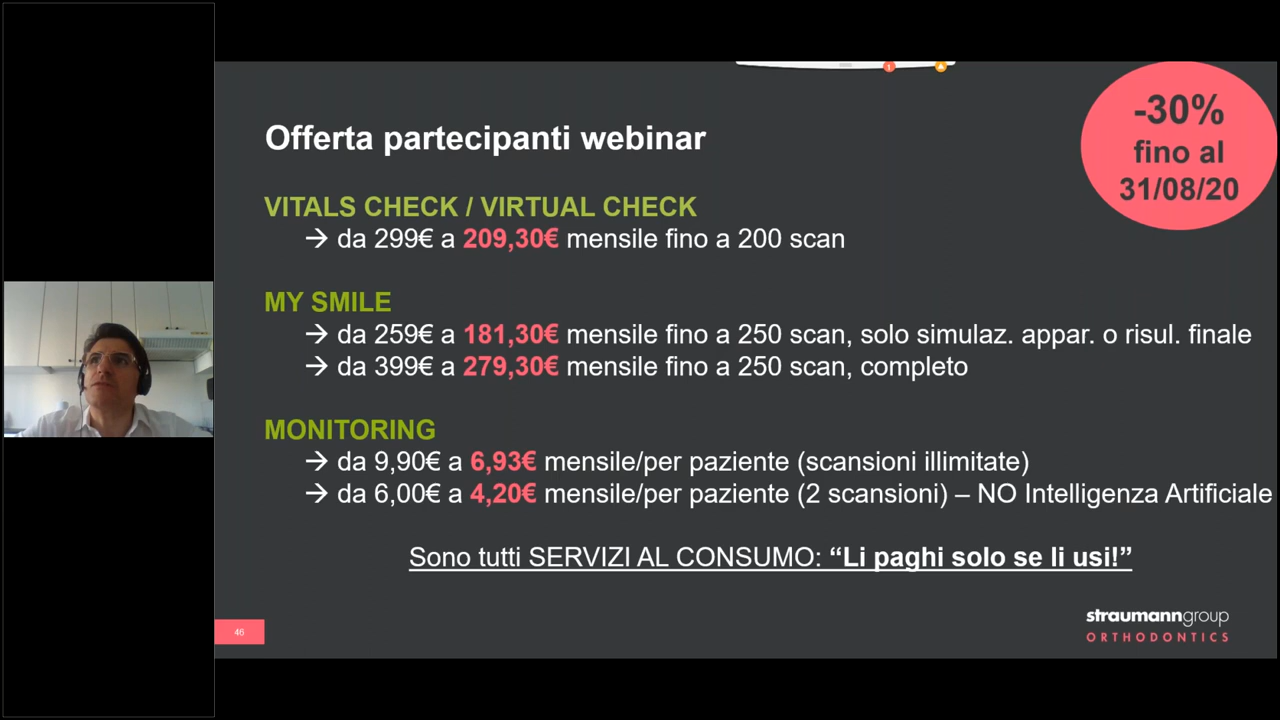 -30%
fino al
31/08/20
Offerta partecipanti webinar
VITALS CHECK / VIRTUAL CHECK
→ da 299€ a 209,30€ mensile fino a 200 scan
MY SMILE
→ da 259€ a 181,30€ mensile fino a 250 scan, solo simulaz. appar. o risul. finale
→ da 399€ a 279,30€ mensile fino a 250 scan, completo
MONITORING
→ da 9,90€ a 6,93€ mensile/per paziente (scansioni illimitate)
→ da 6,00€ a 4,20€ mensile/per paziente (2 scansioni) – NO Intelligenza Artificiale
Sono tutti SERVIZI AL CONSUMO: “Li paghi solo se li usi!”
46
straumanngroup
ORTHODONTICS